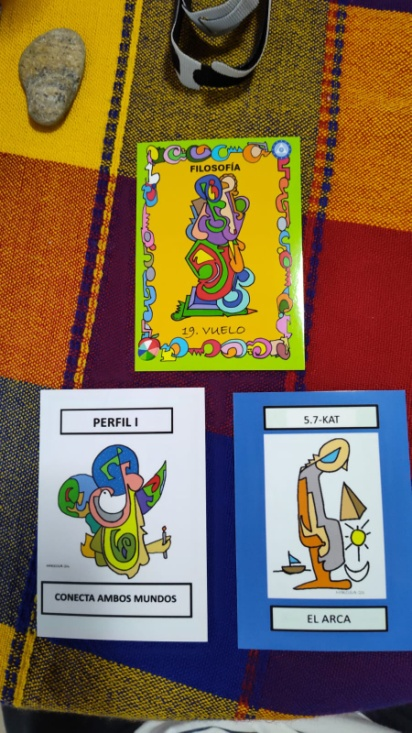 FILOSOFÍA
19. VUELO
PERFIL I
CONECTA AMBOS MUNDOS
5.7-KAT
EL ARCA